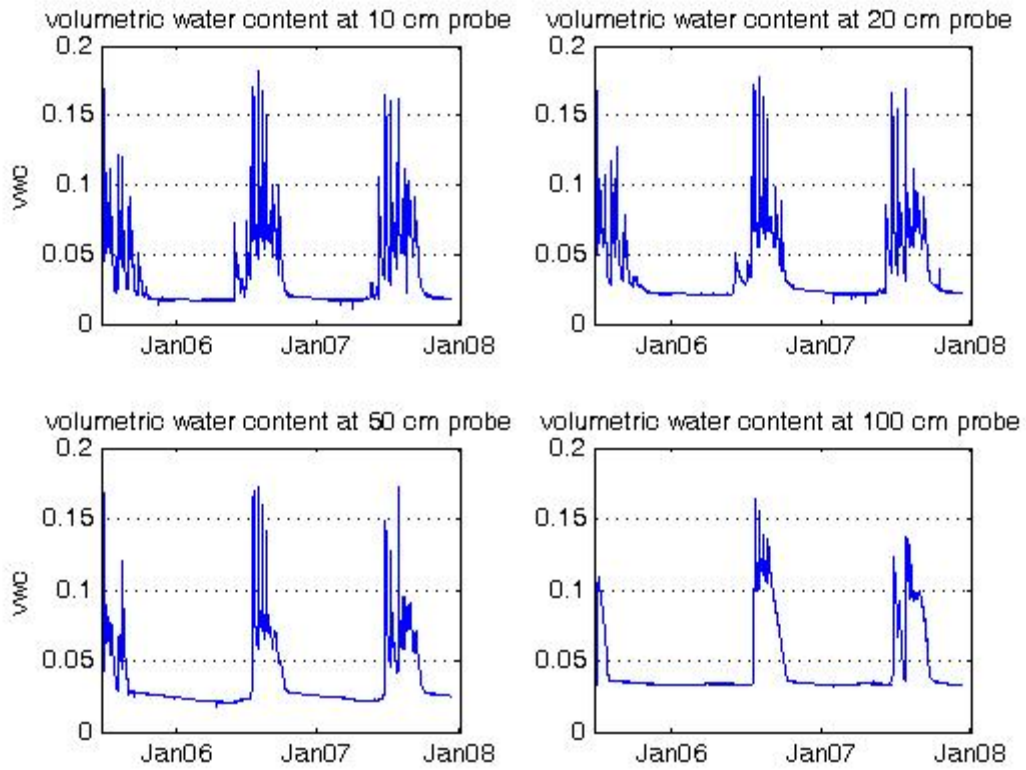 volumetric water content at 10 cm probe
0.2
0.15
0.1
0.05
0
vwc
Jan06 Jan07 Jan08
volumetric water content at 20 cm probe
0.2
0.15
0.1
0.05
0
Jan06 Jan07 Jan08
volumetric water content at 50 cm probe
0.2
0.15
0.1
0.05
0
vwc
Jan06 Jan07 Jan08
volumetric water content at 100 cm probe
0.2
0.15
0.1
0.05
0
Jan06 Jan07 Jan08